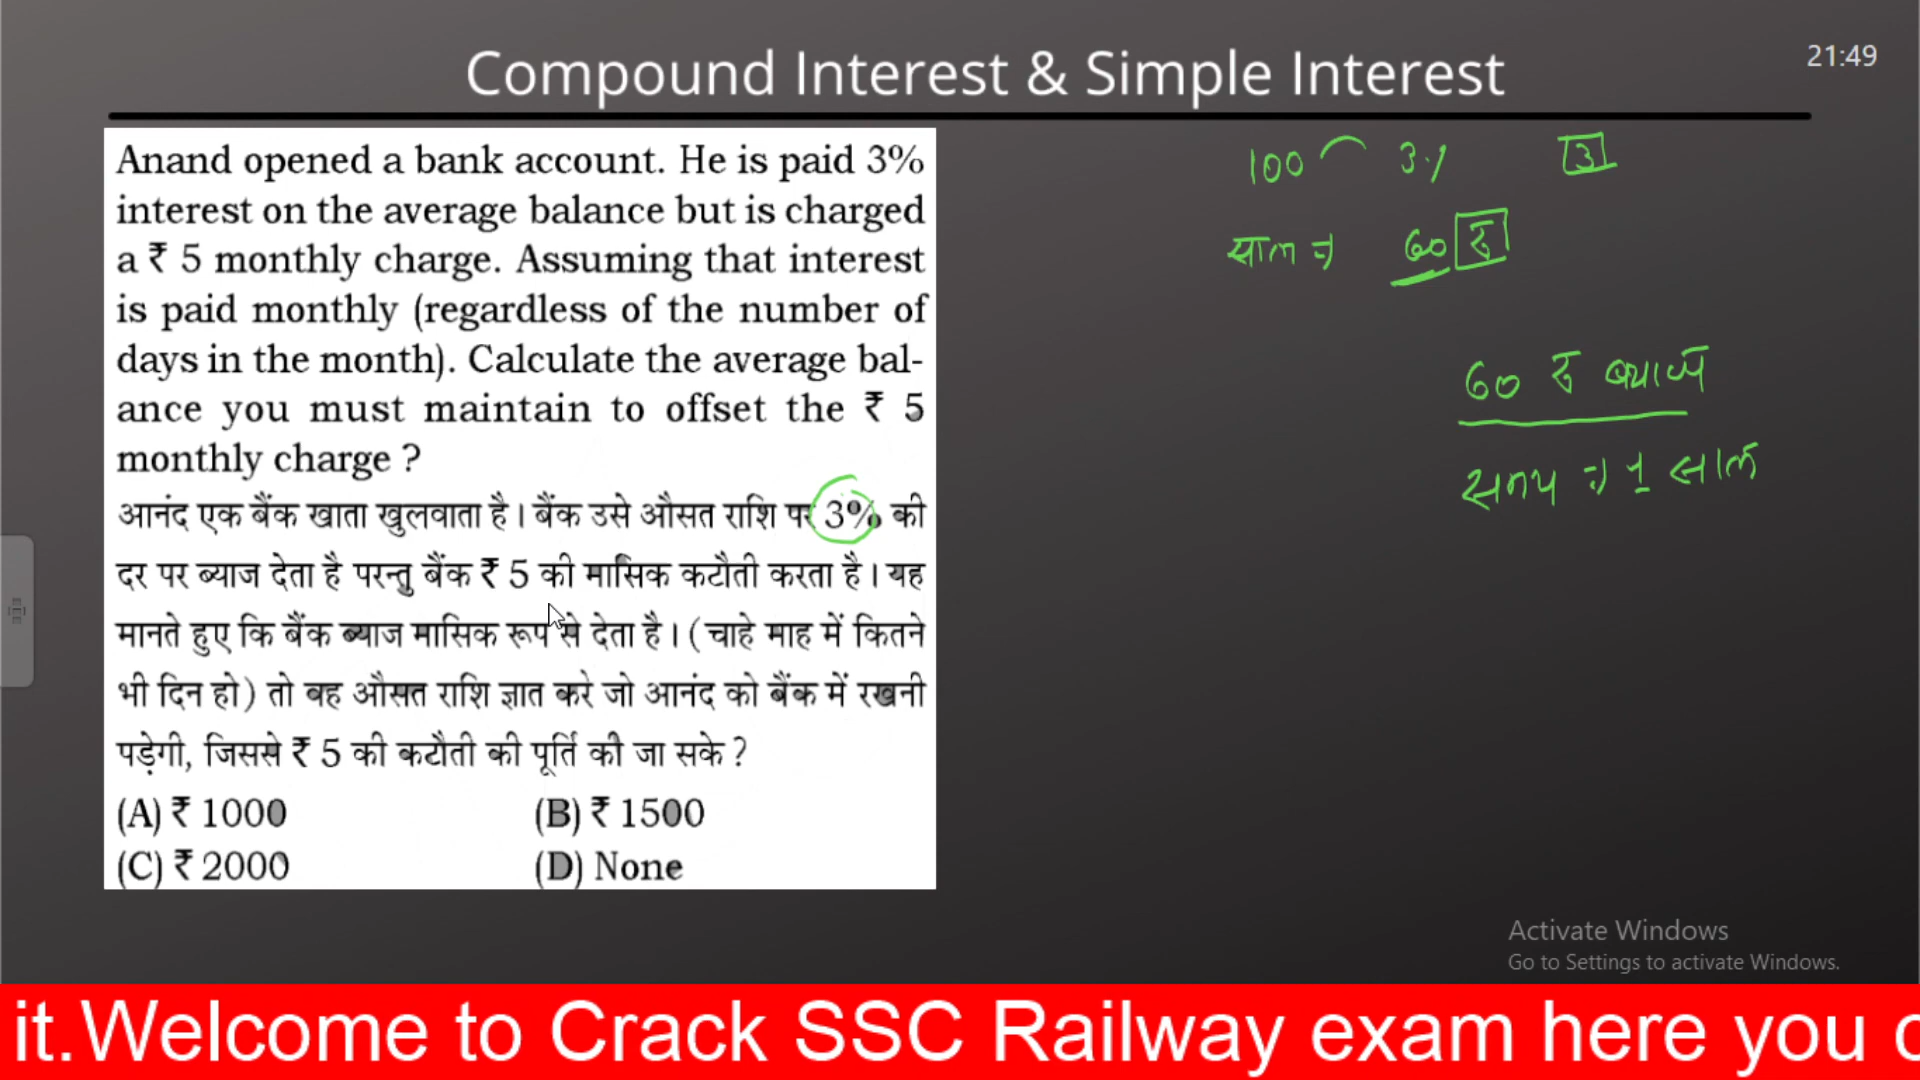 Compound Interest & Simple Interest
21:49
Anand opened a bank account. He is paid 3%
interest on the average balance but is charged
a ₹ 5 monthly charge. Assuming that interest
is paid monthly (regardless of the number of
days in the month). Calculate the average bal-
ance you must maintain to offset the ₹ 5
monthly charge ?
आनंद एक बैंक खाता खुलवाता है। बैंक उसे औसत राशि पर 3% की
दर पर ब्याज देता है परन्तु बैंक ₹ 5 की मासिक कटौती करता है। यह
मानते हुए कि बैंक ब्याज मासिक रूप से देता है। (चाहे माह में कितने
भी दिन हो) तो वह औसत राशि ज्ञात करे जो आनंद को बैंक में रखनी
पड़ेगी, जिससे ₹ 5 की कटौती की पूर्ति की जा सके ?
(A) ₹ 1000 (B) ₹ 1500
(C) ₹ 2000 (D) None
100 3% 3
साल ⇒ 60 रु
60 रु ब्याज
समय ⇒ 1 साल
Activate Windows
Go to Settings to activate Windows.
it.Welcome to Crack SSC Railway exam here you c